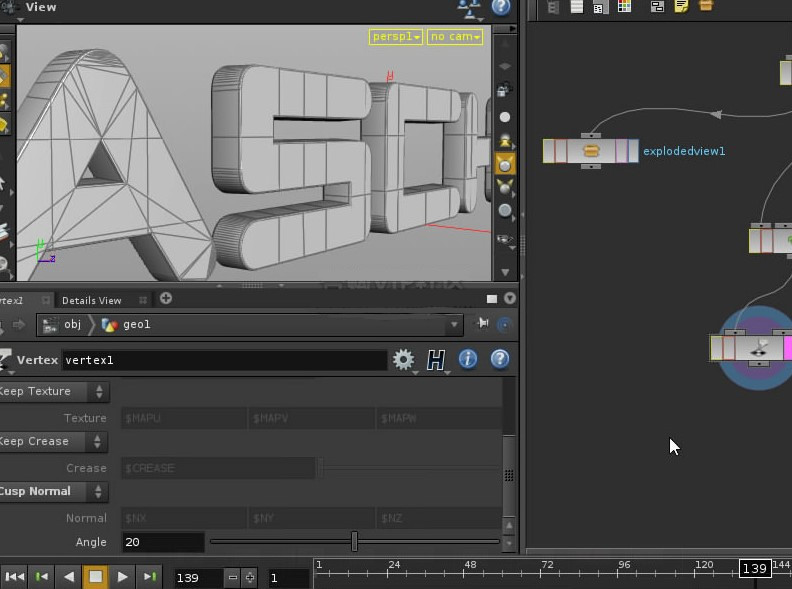 View
persp1 no cam
explodedview1
Details View
obj geo1
Vertex vertex1
Keep Texture
Texture $MAPU $MAPV $MAPW
Keep Crease
Crease $CREASE
Cusp Normal
Normal $NX $NY $NZ
Angle 20
139 1
1 24 48 72 96 120 139 144